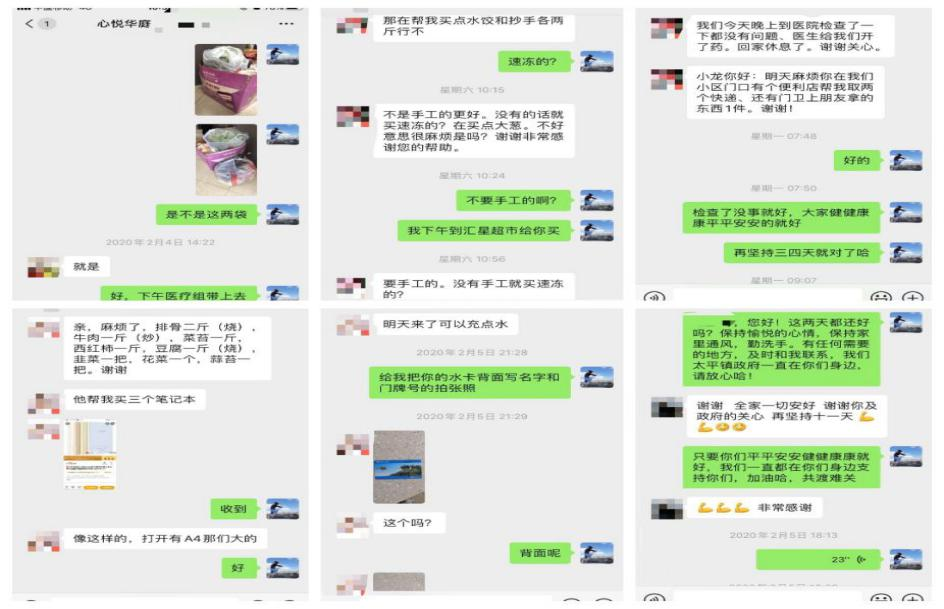 心悦华庭
1
是不是这两袋
2020年2月4日 14:22
就是
好，下午医疗组带上去
那在帮我买点水饺和抄手各两
斤行不
速冻的?
星期六 10:15
不是手工的更好。没有的话就
买速冻的? 在买点大葱。不好
意思很麻烦是吗? 谢谢非常感
谢您的帮助。
星期六 10:24
不要手工的啊?
我下午到汇星超市给你买
星期六 10:56
要手工的。没有手工就买速冻
的?
我们今天晚上到医院检查了一
下都没有问题、医生给我们开
了药。回家休息了。谢谢关心。
小龙你好：明天麻烦你在我们
小区门口有个便利店帮我取两
个快递、还有门卫上朋友拿的
东西1件。谢谢!
星期一 07:48
好的
星期一 07:50
检查了没事就好，大家健健康
康平平安安的就好
再坚持三四天就对了哈
星期一 09:07
亲，麻烦了，排骨二斤（烧），
牛肉一斤（炒），菜苔一斤，
西红柿一斤，豆腐一斤（烧），
韭菜一把，花菜一个，蒜苔一
把。谢谢
他帮我买三个笔记本
收到
像这样的，打开有 A4那们大的
好
明天来了可以充点水
2020年2月5日 21:28
给我把你的水卡背面写名字和
门牌号的拍张照
2020年2月5日 21:29
这个吗?
背面呢
，您好! 这两天都还好
吗? 保持愉悦的心情，保持家
里通风，勤洗手。有任何需要
的地方，及时和我联系，我们
太平镇政府一直在你们身边，
请放心哈!
谢谢 全家一切安好 谢谢你及
政府的关心 再坚持十一天
只要你们平平安安健健康康就
好，我们一直都在你们身边支
持你们，加油哈，共渡难关
非常感谢
2020年2月5日 18:13
23"